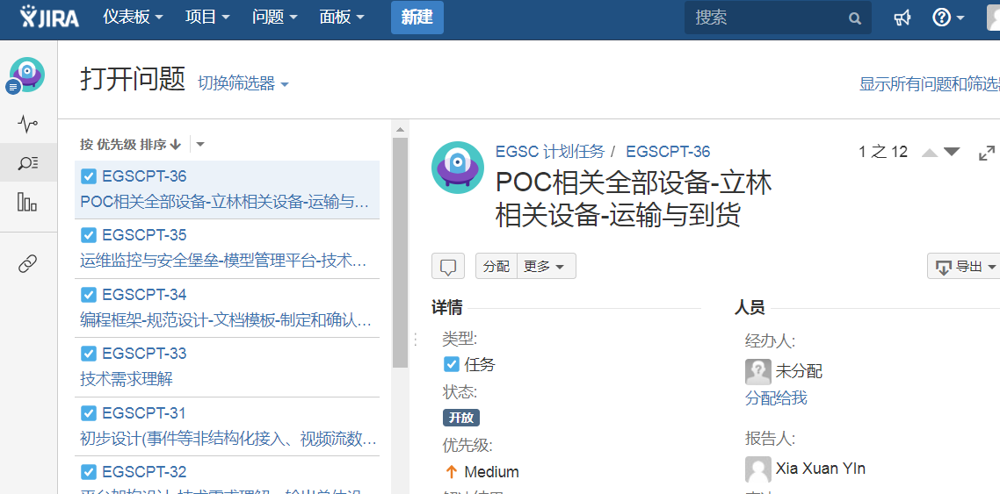 JIRA 仪表板 项目 问题 面板 新建 搜索
打开问题 切换筛选器 显示所有问题和筛选
按 优先级 排序
EGSCPT-36
POC相关全部设备-立林相关设备-运输与…
EGSCPT-35
运维监控与安全堡垒-模型管理平台-技术…
EGSCPT-34
编程框架-规范设计-文档模板-制定和确认…
EGSCPT-33
技术需求理解
EGSCPT-31
初步设计(事件等非结构化接入、视频流数…
EGSCPT-32
EGSC 计划任务 / EGSCPT-36 1 之 12
POC相关全部设备-立林
相关设备-运输与到货
分配 更多 导出
详情
类型:
任务
状态:
开放
优先级:
Medium
人员
经办人:
未分配
分配给我
报告人:
Xia Xuan YIn